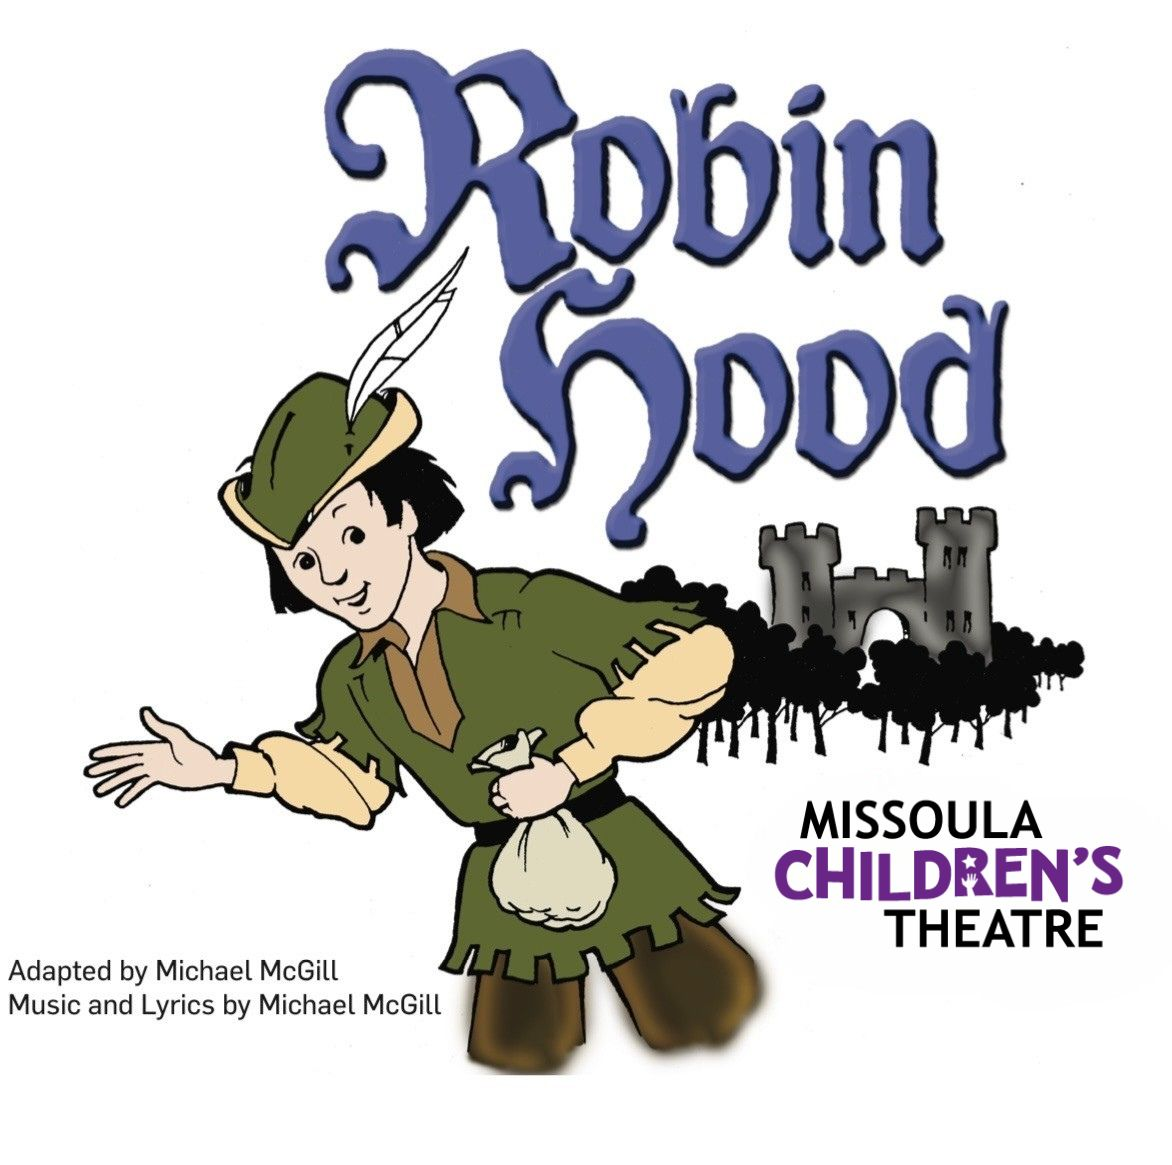 Robin
Hood
MISSOULA
CHILDREN'S
THEATRE
Adapted by Michael McGill
Music and Lyrics by Michael McGill